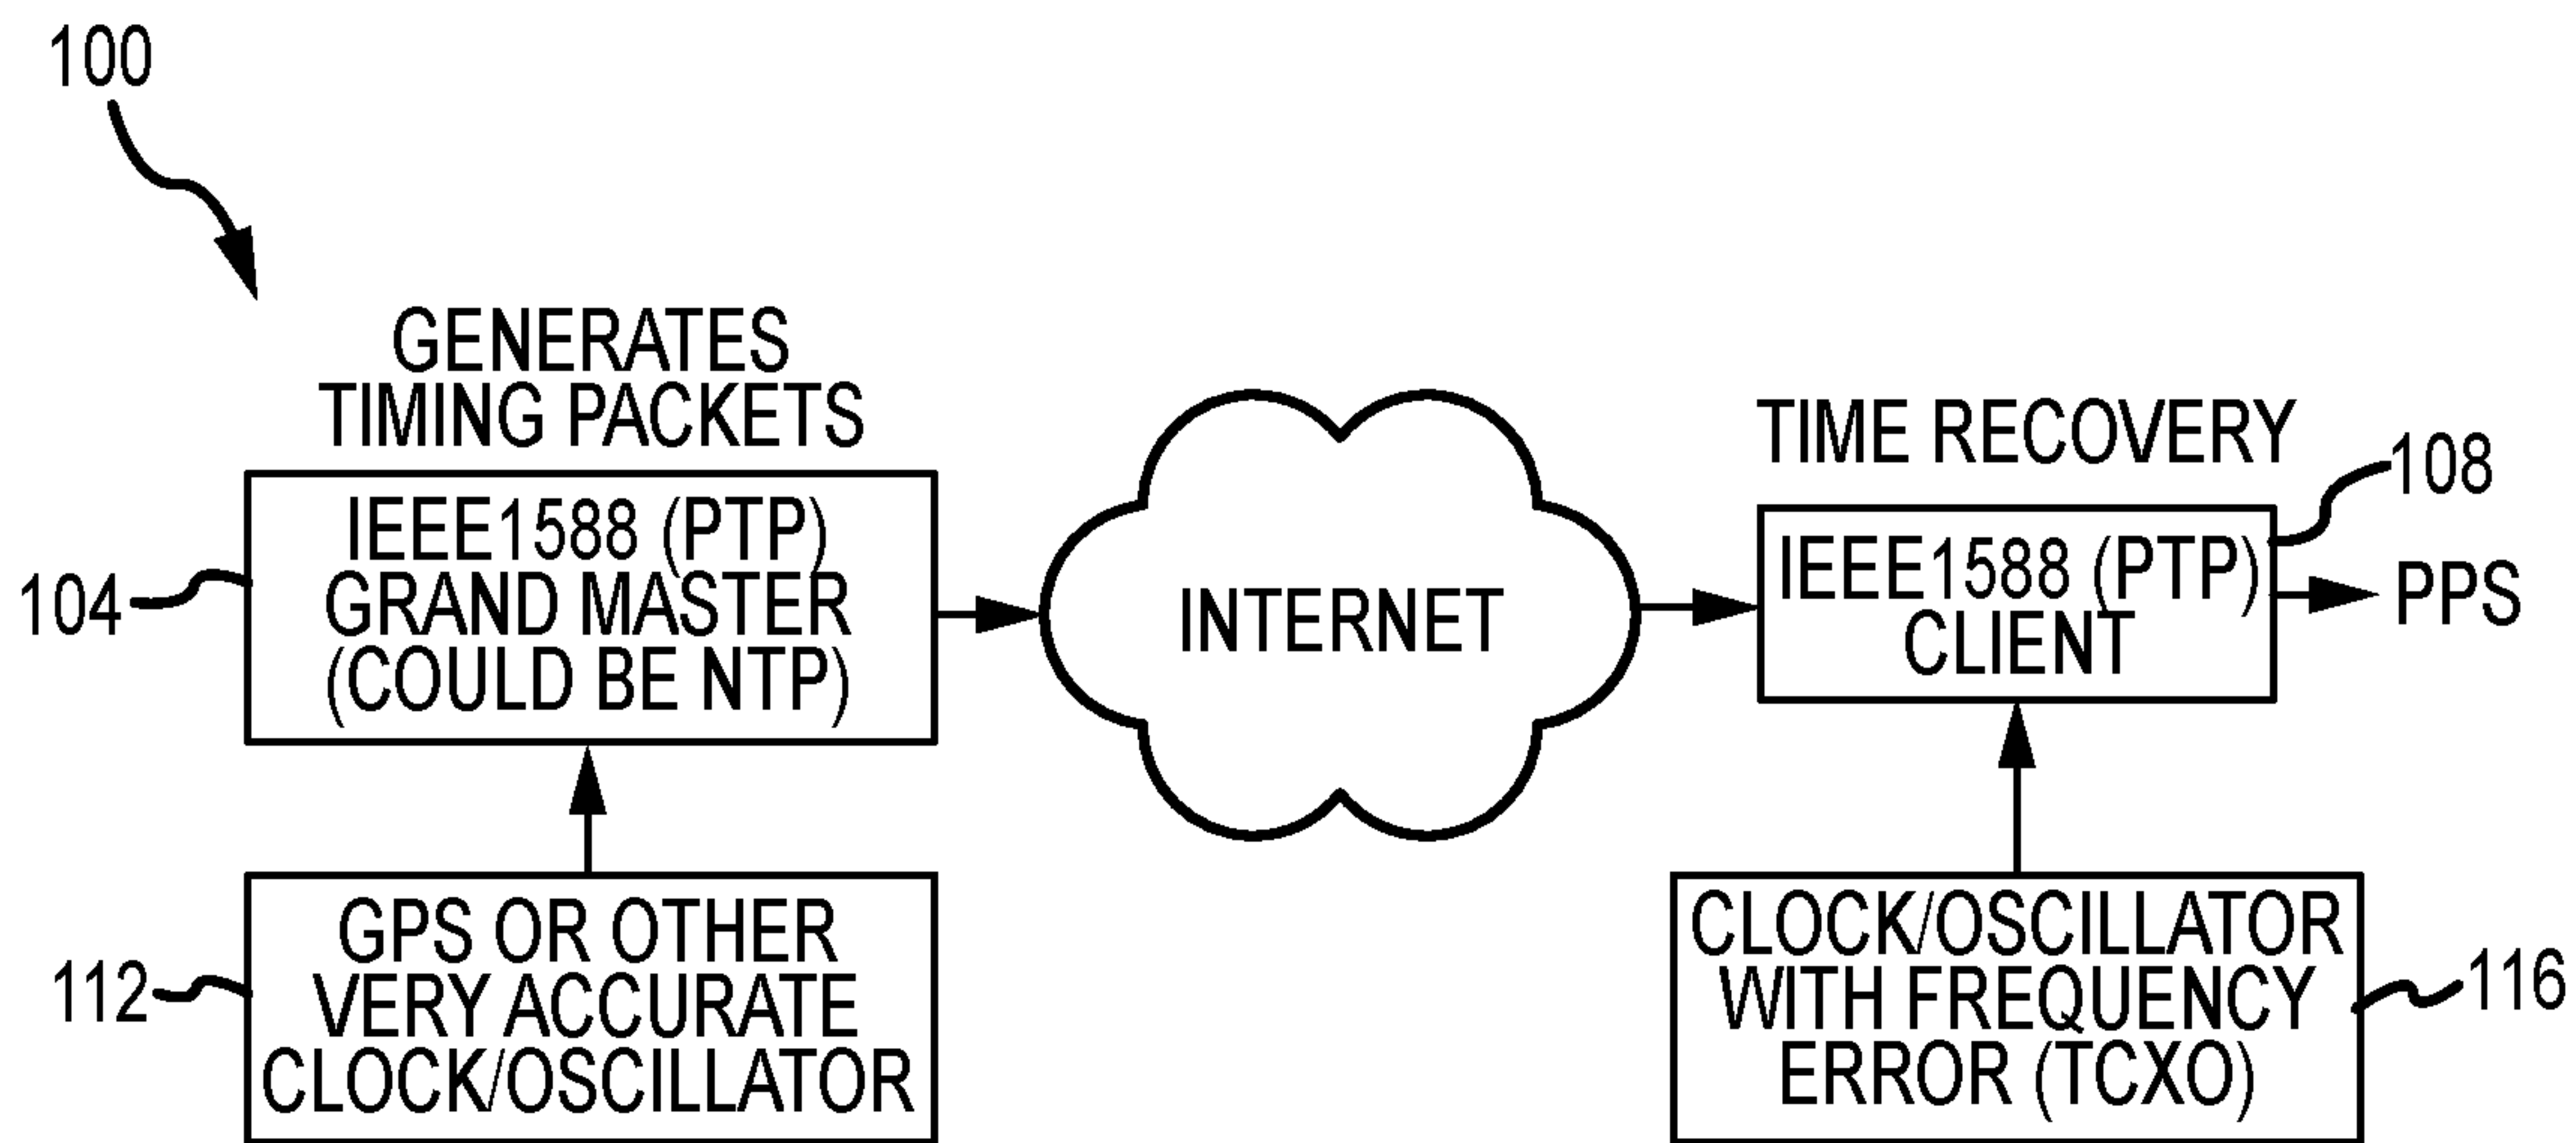 100
GENERATES
TIMING PACKETS
IEEE1588 (PTP)
GRAND MASTER
(COULD BE NTP)
104
GPS OR OTHER
VERY ACCURATE
CLOCK/OSCILLATOR
112
INTERNET
TIME RECOVERY
108
IEEE1588 (PTP)
CLIENT
PPS
CLOCK/OSCILLATOR
WITH FREQUENCY
ERROR (TCXO)
116